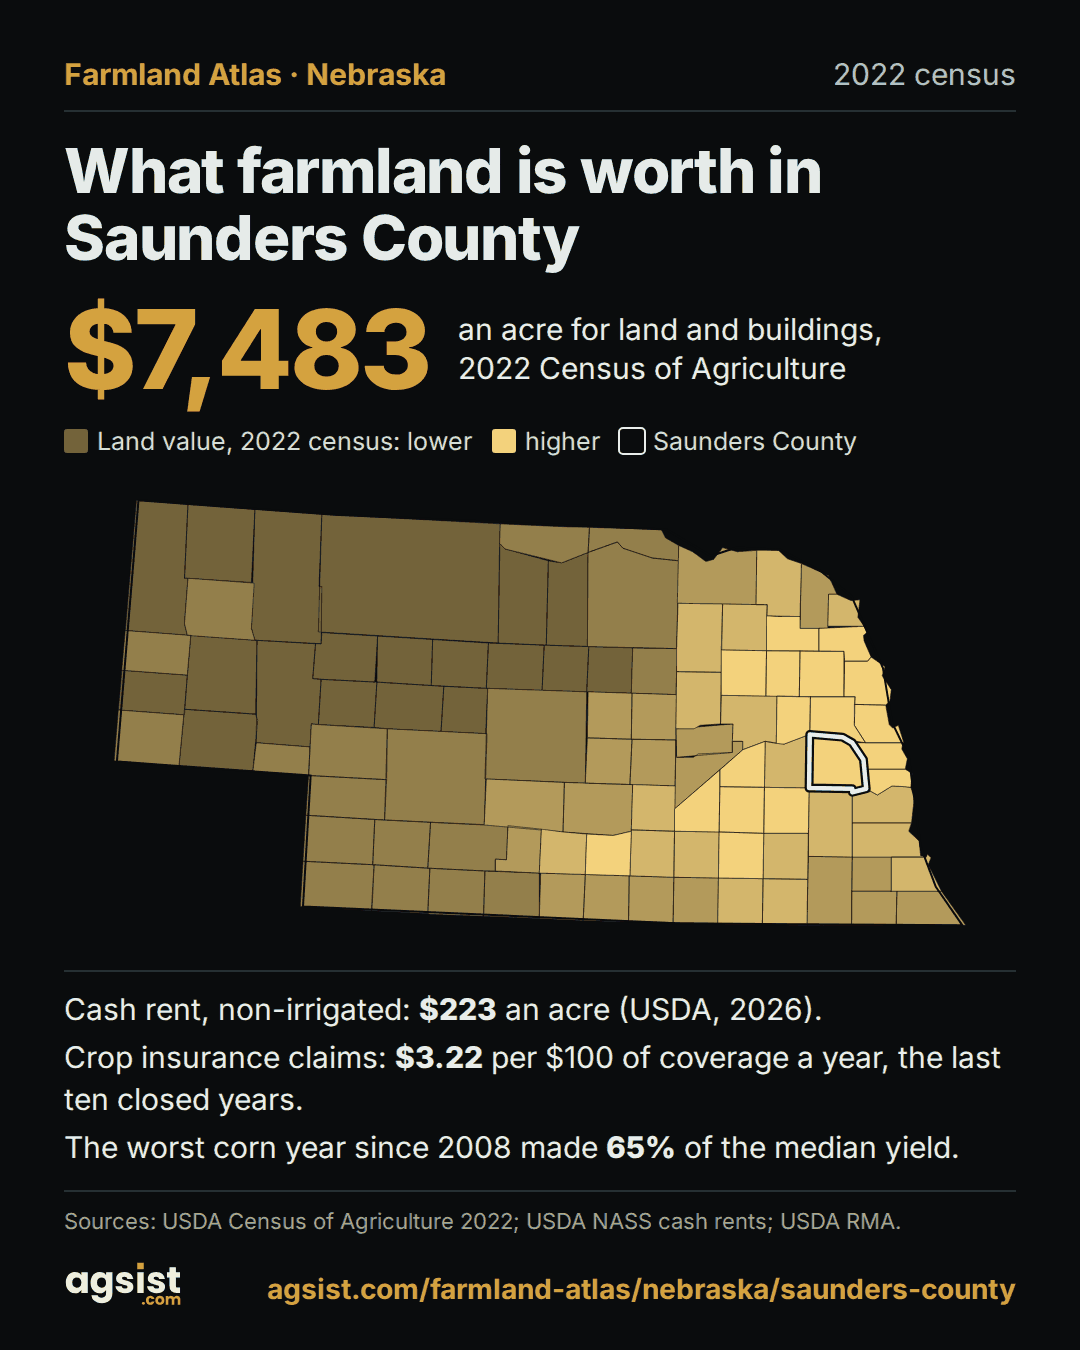 Farmland Atlas · Nebraska
2022 census
What farmland is worth in
Saunders County
$7,483
an acre for land and buildings,
2022 Census of Agriculture
Land value, 2022 census: lower
higher
Saunders County
Cash rent, non-irrigated: $223 an acre (USDA, 2026).
Crop insurance claims: $3.22 per $100 of coverage a year, the last
ten closed years.
The worst corn year since 2008 made 65% of the median yield.
Sources: USDA Census of Agriculture 2022; USDA NASS cash rents; USDA RMA.
agsist
.com
agsist.com/farmland-atlas/nebraska/saunders-county